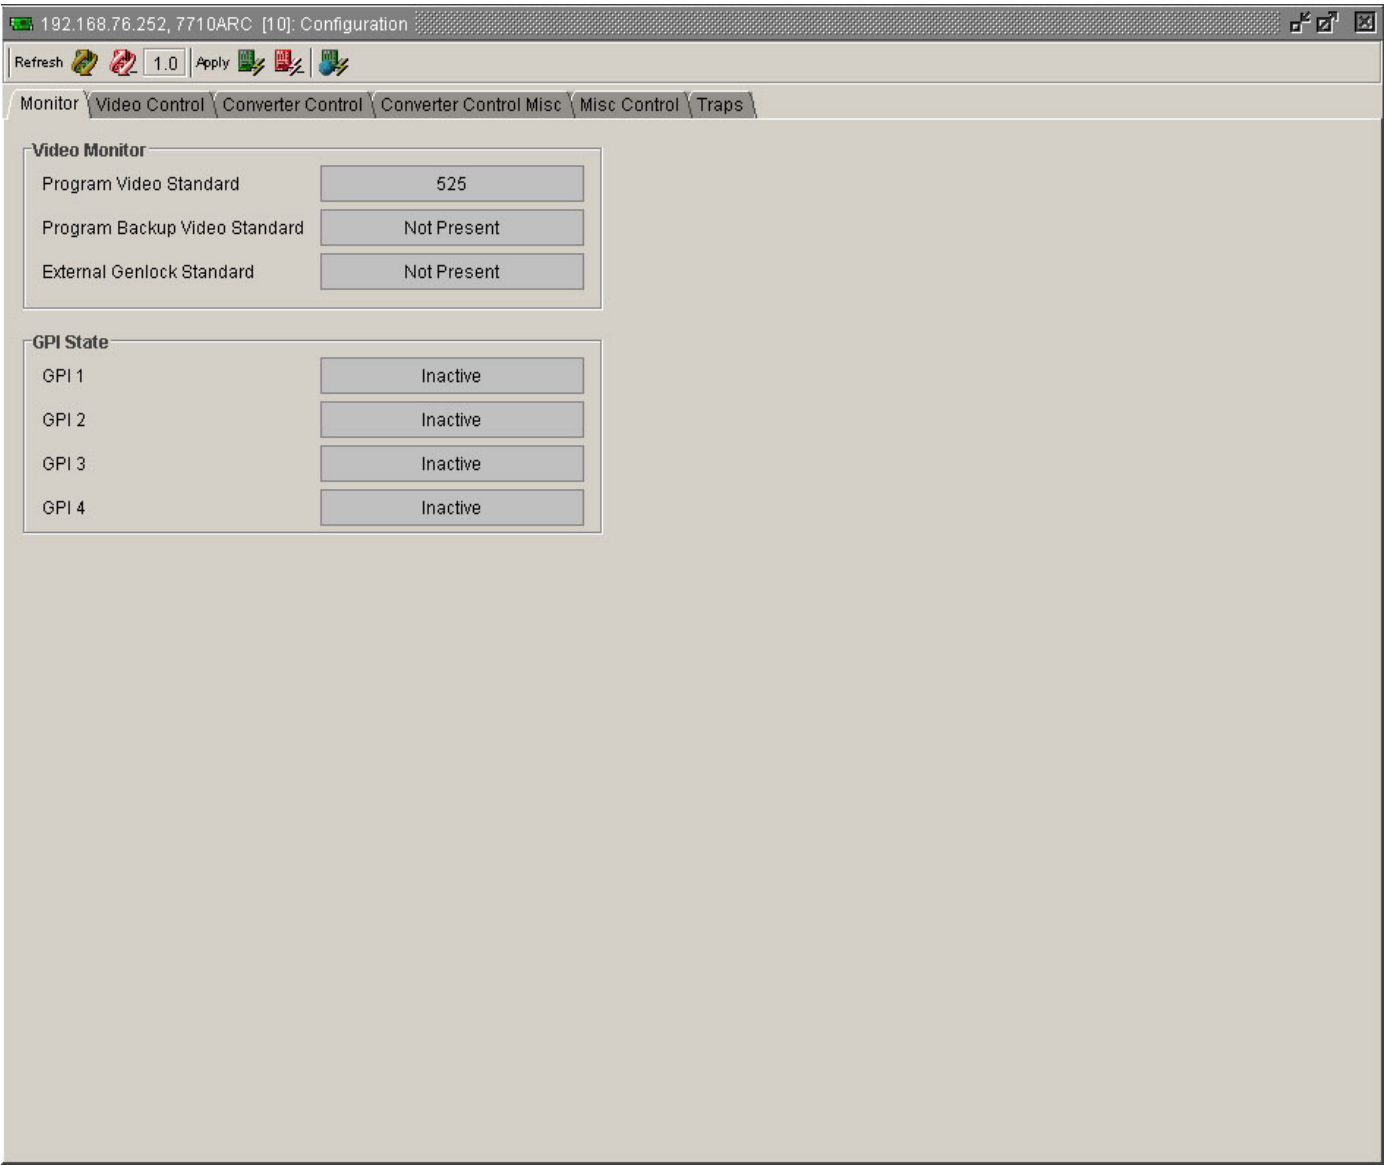 192.168.76.252, 7710ARC [10]: Configuration
Refresh 1.0 Apply
Monitor Video Control Converter Control Converter Control Misc Misc Control Traps
Video Monitor
Program Video Standard 525
Program Backup Video Standard Not Present
External Genlock Standard Not Present
GPI State
GPI 1 Inactive
GPI 2 Inactive
GPI 3 Inactive
GPI 4 Inactive